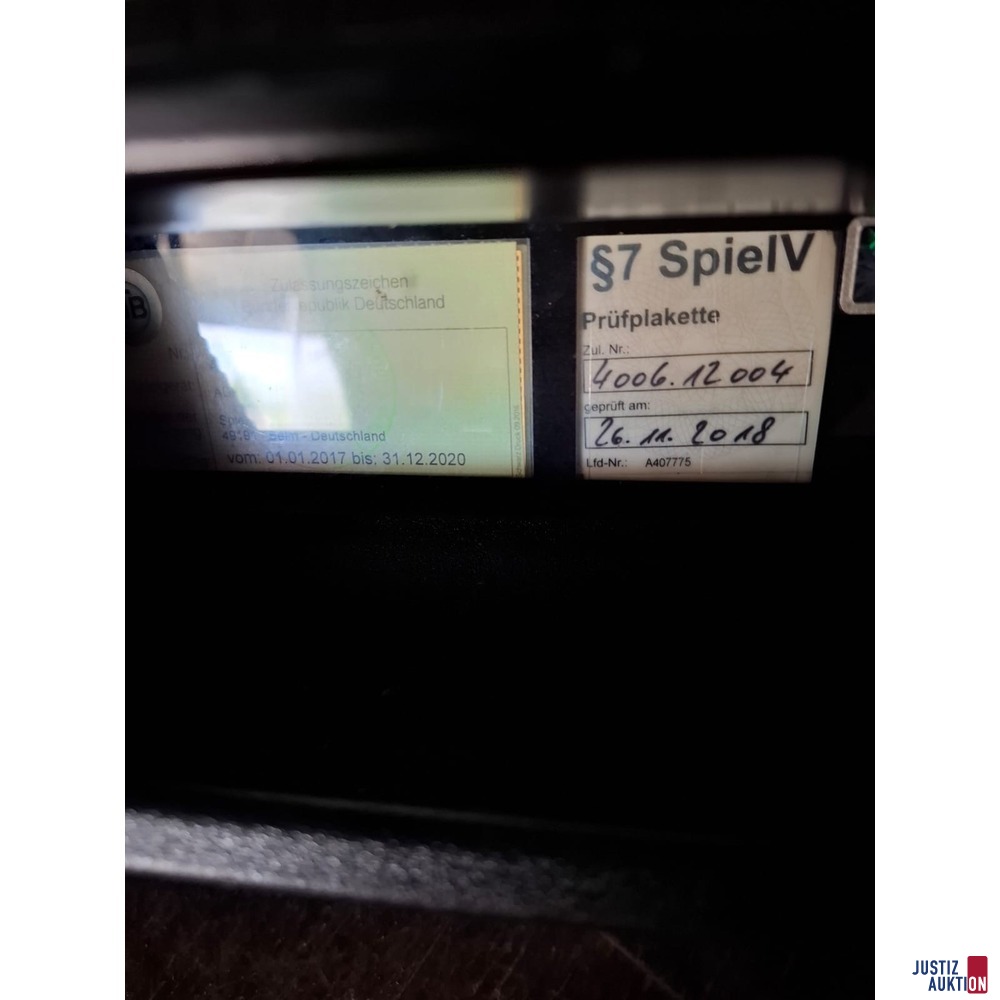 Zulassungszeichen
Bundesrepublik Deutschland
Deutschland
vom: 01.01.2017 bis: 31.12.2020
§7 SpielV
Prüfplakette
Zul. Nr.:
4006.12004
geprüft am:
26.11.2018
Lfd-Nr.: A407775
JUSTIZ
AUKTION